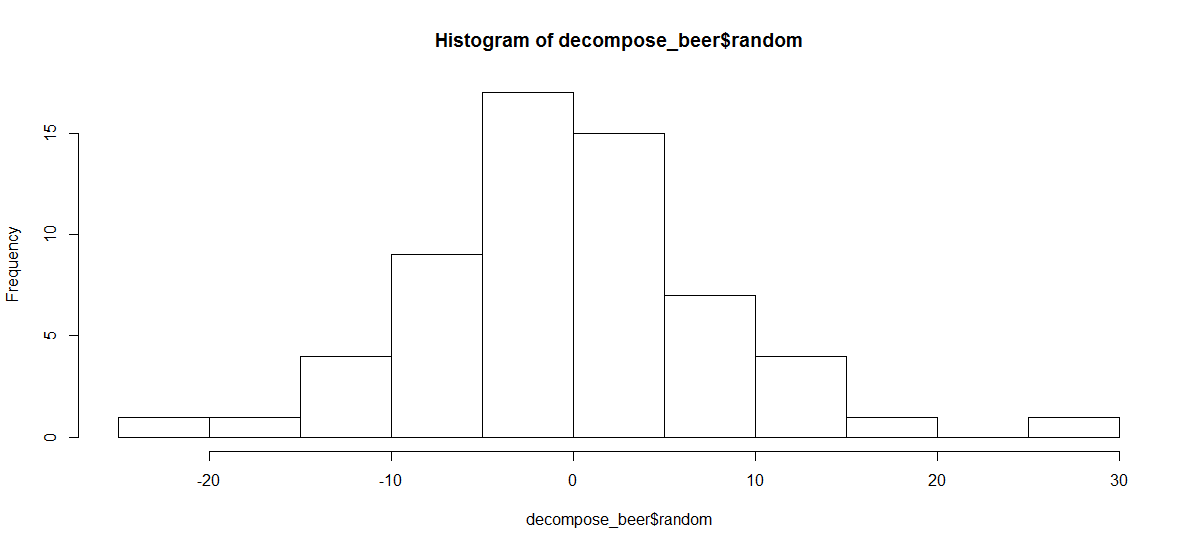 Histogram of decompose_beer$random
Frequency
15
10
5
0
-20 -10 0 10 20 30
decompose_beer$random